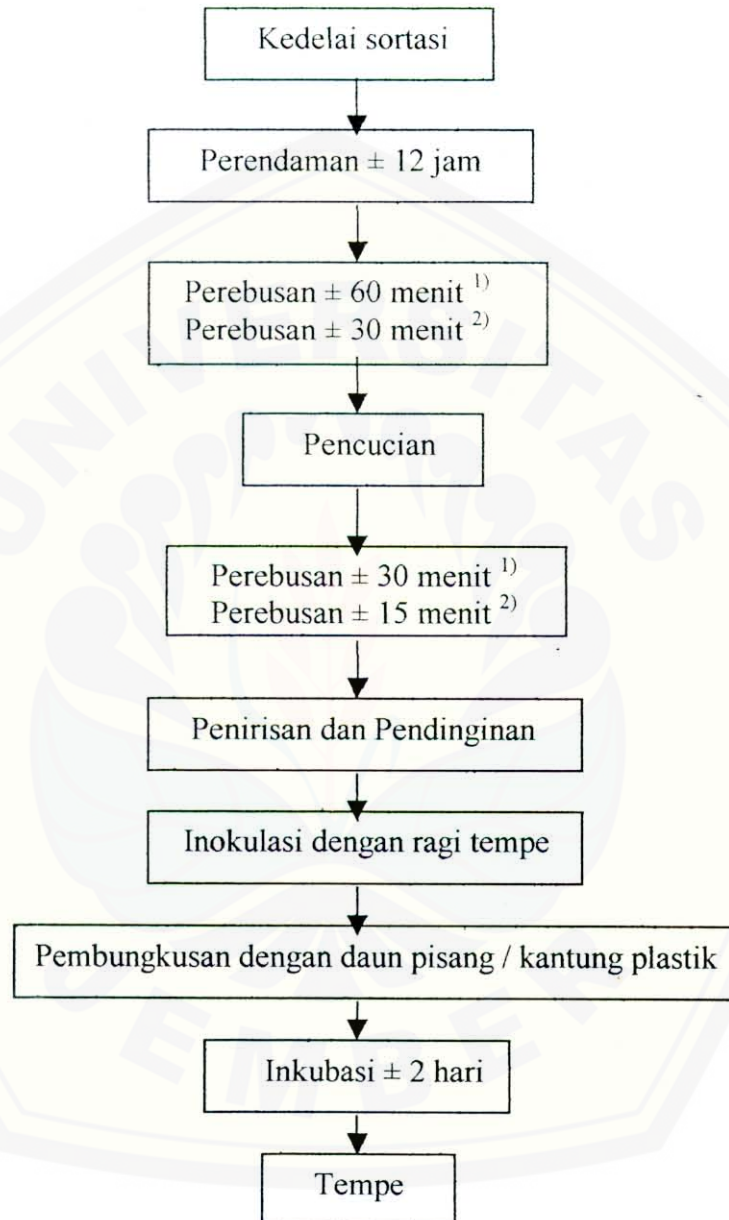 Kedelai sortasi
Perendaman ± 12 jam
Perebusan ± 60 menit ¹⁾
Perebusan ± 30 menit ²⁾
Pencucian
Perebusan ± 30 menit ¹⁾
Perebusan ± 15 menit ²⁾
Penirisan dan Pendinginan
Inokulasi dengan ragi tempe
Pembungkusan dengan daun pisang / kantung plastik
Inkubasi ± 2 hari
Tempe
UNIVERSITAS
JEMBER